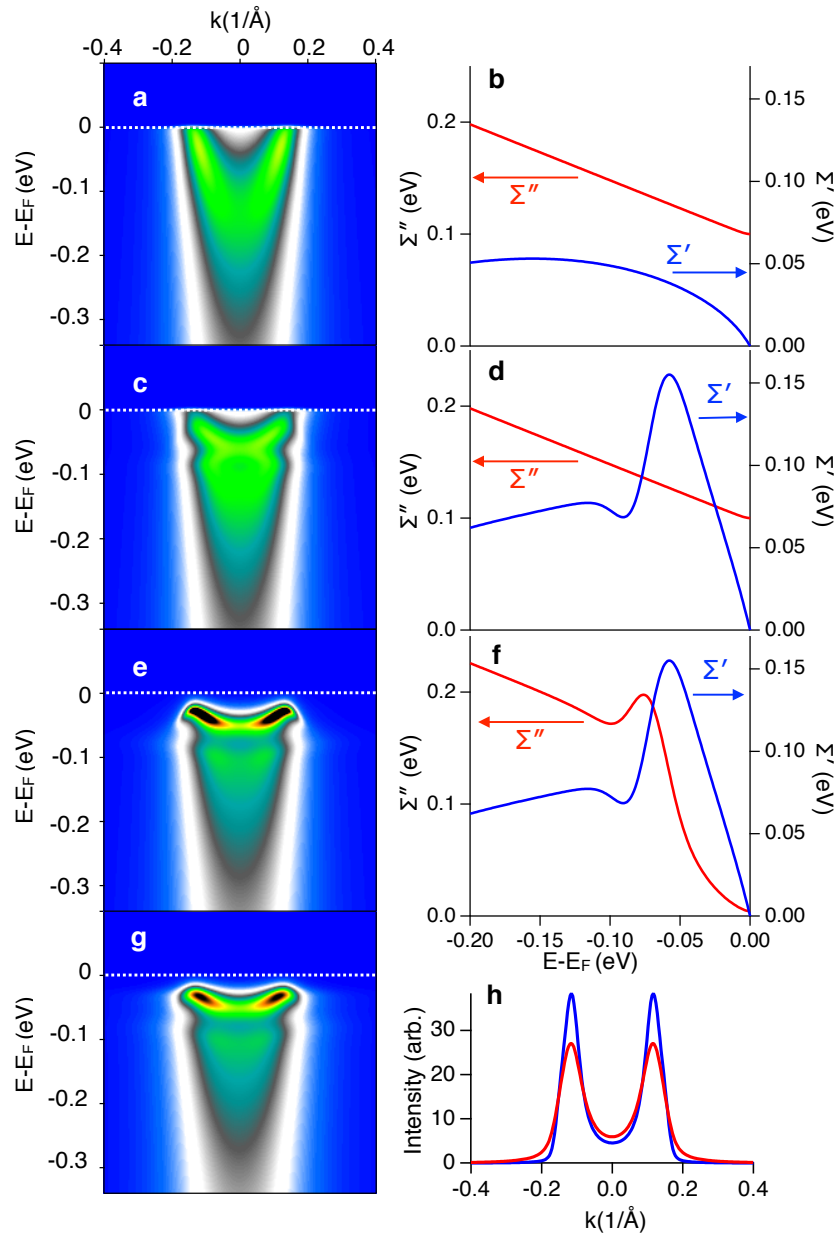 k(1/Å)
-0.4 -0.2 0 0.2 0.4
a
0
-0.1
-0.2
-0.3
E-EF (eV)
b
0.2
0.1
0.0
Σ″ (eV)
Σ″
Σ′
0.15
0.10
0.05
0.00
Σ′ (eV)
c
0
-0.1
-0.2
-0.3
E-EF (eV)
d
0.2
0.1
0.0
Σ″ (eV)
Σ″
Σ′
0.15
0.10
0.05
0.00
Σ′ (eV)
e
0
-0.1
-0.2
-0.3
E-EF (eV)
f
0.2
0.1
0.0
Σ″ (eV)
Σ″
Σ′
0.15
0.10
0.05
0.00
Σ′ (eV)
-0.20 -0.15 -0.10 -0.05 0.00
E-EF (eV)
g
0
-0.1
-0.2
-0.3
E-EF (eV)
h
30
20
10
0
Intensity (arb.)
-0.4 -0.2 0.0 0.2 0.4
k(1/Å)